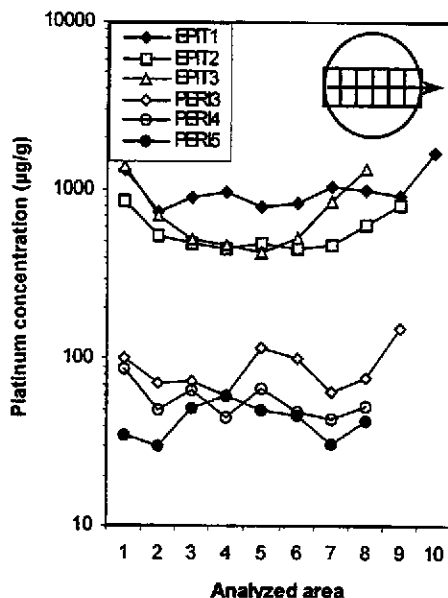 10000
1000
100
10
Platinum concentration (µg/g)
EPIT1
EPIT2
EPIT3
PERI3
PERI4
PERI5
1 2 3 4 5 6 7 8 9 10
Analyzed area